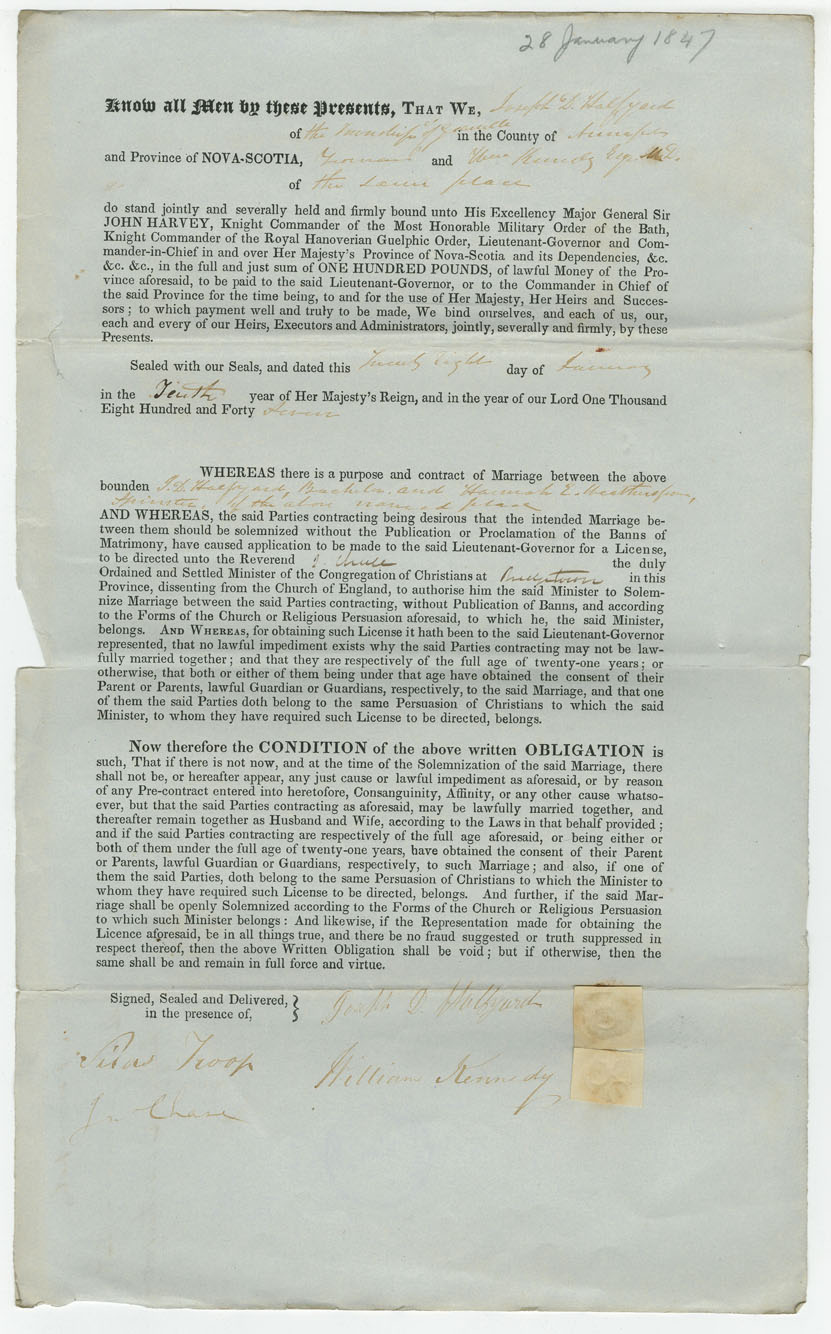 28 January 1847
Know all Men by these Presents, THAT WE, Joseph D. Halfyard
of the Township of in the County of Annapolis
and Province of NOVA-SCOTIA, Yeoman and Wm Kennedy Esq. M.D.
of the same place
do stand jointly and severally held and firmly bound unto His Excellency Major General Sir
JOHN HARVEY, Knight Commander of the Most Honorable Military Order of the Bath,
Knight Commander of the Royal Hanoverian Guelphic Order, Lieutenant-Governor and Com-
mander-in-Chief in and over Her Majesty's Province of Nova-Scotia and its Dependencies, &c.
&c. &c., in the full and just sum of ONE HUNDRED POUNDS, of lawful Money of the Pro-
vince aforesaid, to be paid to the said Lieutenant-Governor, or to the Commander in Chief of
the said Province for the time being, to and for the use of Her Majesty, Her Heirs and Succes-
sors; to which payment well and truly to be made, We bind ourselves, and each of us, our,
each and every of our Heirs, Executors and Administrators, jointly, severally and firmly, by these
Presents.
Sealed with our Seals, and dated this Twenty Eight day of January
in the Tenth year of Her Majesty's Reign, and in the year of our Lord One Thousand
Eight Hundred and Forty Seven
WHEREAS there is a purpose and contract of Marriage between the above
bounden J. D. Halfyard, Bachelor and Hannah E.
Spinster, of the above named place
AND WHEREAS, the said Parties contracting being desirous that the intended Marriage be-
tween them should be solemnized without the Publication or Proclamation of the Banns of
Matrimony, have caused application to be made to the said Lieutenant-Governor for a License,
to be directed unto the Reverend J. Chase the duly
Ordained and Settled Minister of the Congregation of Christians at Bridgetown in this
Province, dissenting from the Church of England, to authorise him the said Minister to Solem-
nize Marriage between the said Parties contracting, without Publication of Banns, and according
to the Forms of the Church or Religious Persuasion aforesaid, to which he, the said Minister,
belongs. AND WHEREAS, for obtaining such License it hath been to the said Lieutenant-Governor
represented, that no lawful impediment exists why the said Parties contracting may not be law-
fully married together; and that they are respectively of the full age of twenty-one years; or
otherwise, that both or either of them being under that age have obtained the consent of their
Parent or Parents, lawful Guardian or Guardians, respectively, to the said Marriage, and that one
of them the said Parties doth belong to the same Persuasion of Christians to which the said
Minister, to whom they have required such License to be directed, belongs.
Now therefore the CONDITION of the above written OBLIGATION is
such, That if there is not now, and at the time of the Solemnization of the said Marriage, there
shall not be, or hereafter appear, any just cause or lawful impediment as aforesaid, or by reason
of any Pre-contract entered into heretofore, Consanguinity, Affinity, or any other cause whatso-
ever, but that the said Parties contracting as aforesaid, may be lawfully married together, and
thereafter remain together as Husband and Wife, according to the Laws in that behalf provided;
and if the said Parties contracting are respectively of the full age aforesaid, or being either or
both of them under the full age of twenty-one years, have obtained the consent of their Parent
or Parents, lawful Guardian or Guardians, respectively, to such Marriage; and also, if one of
them the said Parties, doth belong to the same Persuasion of Christians to which the Minister to
whom they have required such License to be directed, belongs. And further, if the said Mar-
riage shall be openly Solemnized according to the Forms of the Church or Religious Persuasion
to which such Minister belongs: And likewise, if the Representation made for obtaining the
Licence aforesaid, be in all things true, and there be no fraud suggested or truth suppressed in
respect thereof, then the above Written Obligation shall be void; but if otherwise, then the
same shall be and remain in full force and virtue.
Signed, Sealed and Delivered,
in the presence of,
Joseph D. Halfyard
Silas Troop
William Kennedy
Jn Chase